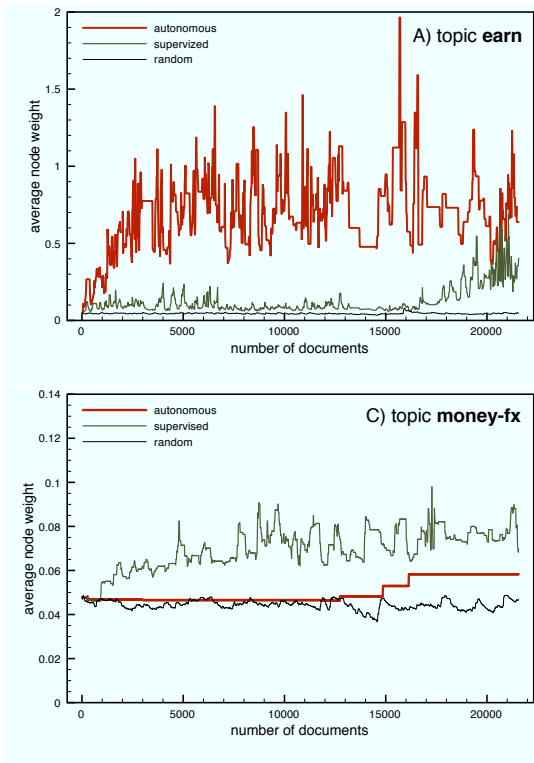 A) topic earn
autonomous
supervized
random
average node weight
2
1.5
1
0.5
0
0
5000
10000
15000
20000
number of documents
C) topic money-fx
autonomous
supervised
random
average node weight
0.14
0.12
0.1
0.08
0.06
0.04
0.02
0
0
5000
10000
15000
20000
number of documents